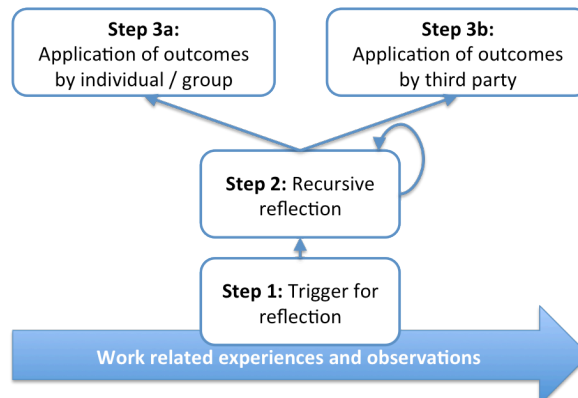 Step 3a:
Application of outcomes
by individual / group
Step 3b:
Application of outcomes
by third party
Step 2: Recursive
reflection
Step 1: Trigger for
reflection
Work related experiences and observations